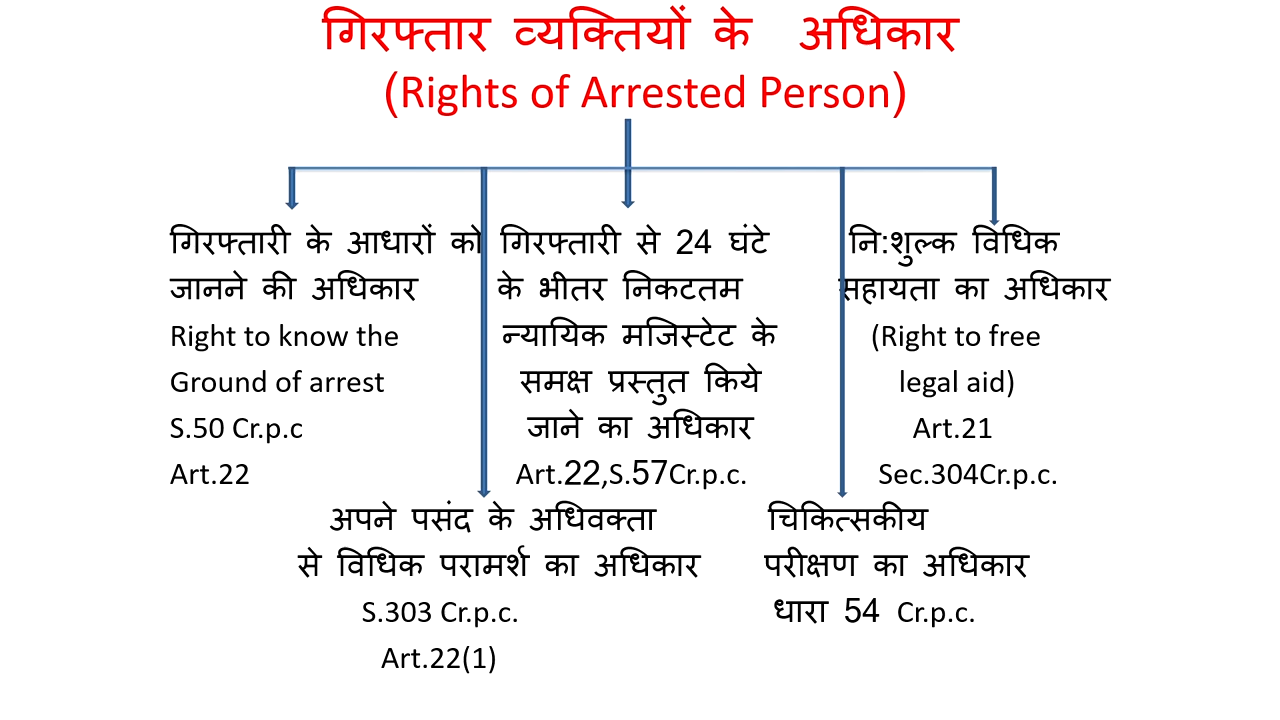 गिरफ्तार व्यक्तियों के अधिकार
(Rights of Arrested Person)
गिरफ्तारी के आधारों को
जानने की अधिकार
Right to know the
Ground of arrest
S.50 Cr.p.c
Art.22
गिरफ्तारी से 24 घंटे
के भीतर निकटतम
न्यायिक मजिस्टेट के
समक्ष प्रस्तुत किये
जाने का अधिकार
Art.22,S.57Cr.p.c.
नि:शुल्क विधिक
सहायता का अधिकार
(Right to free
legal aid)
Art.21
Sec.304Cr.p.c.
अपने पसंद के अधिवक्ता
से विधिक परामर्श का अधिकार
S.303 Cr.p.c.
Art.22(1)
चिकित्सकीय
परीक्षण का अधिकार
धारा 54 Cr.p.c.